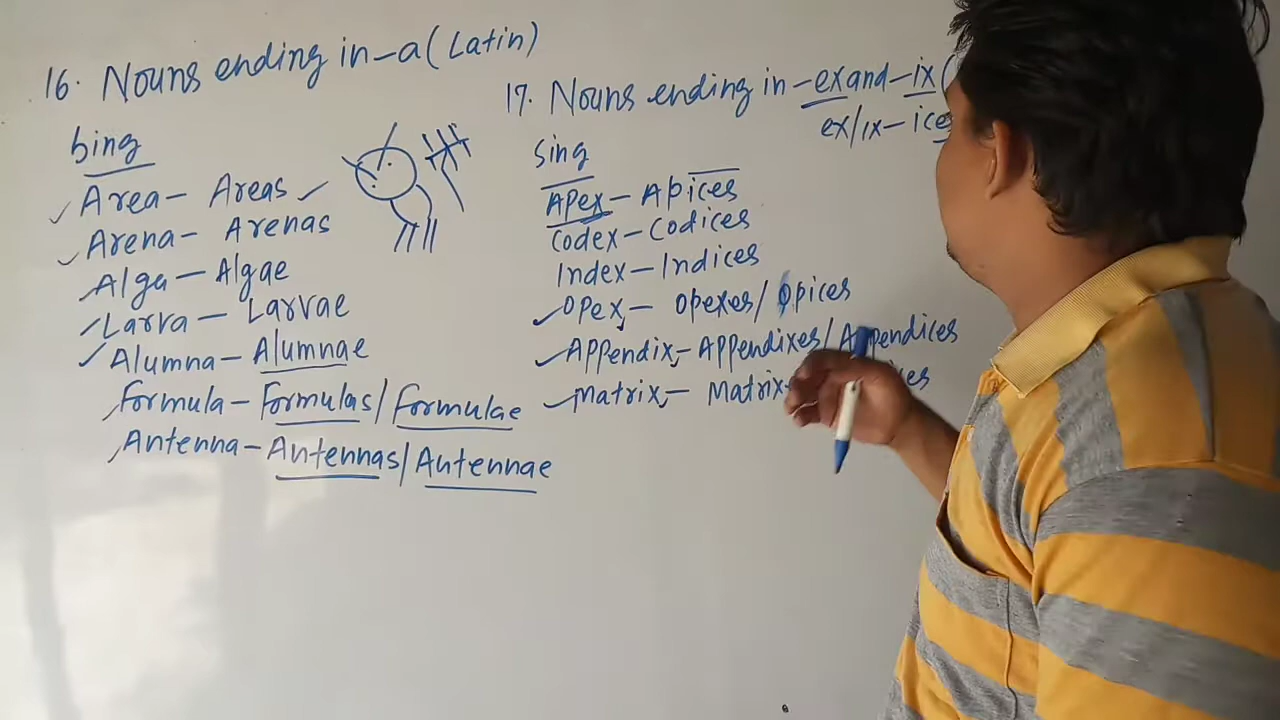 16. Nouns ending in -a (Latin)
bing
Area - Areas
Arena - Arenas
Alga - Algae
Larva - Larvae
Alumna - Alumnae
Formula - Formulas / Formulae
Antenna - Antennas / Antennae
17. Nouns ending in -ex and -ix (
ex/ix - ice
Sing
Apex - Apices
Codex - Codices
Index - Indices
Opex, - Opexes / Opices
Appendix, - Appendixes / Appendices
Matrix, - Matrix